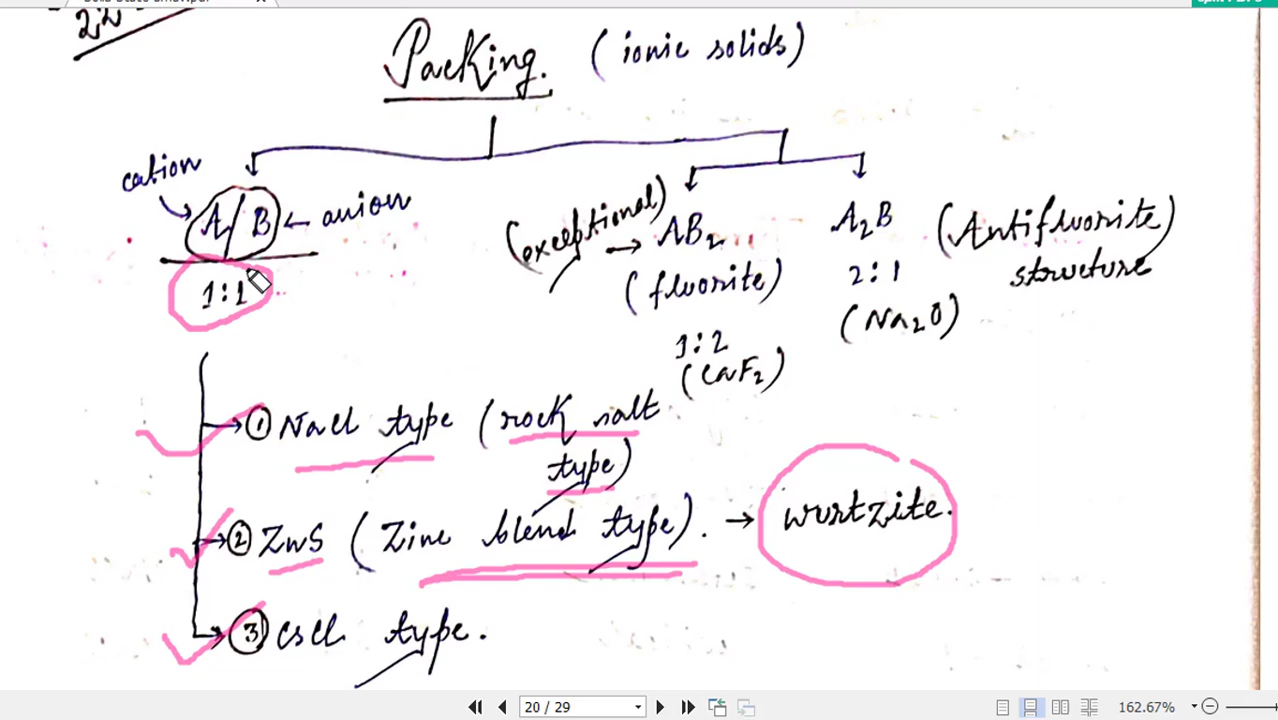 Packing. (ionic solids)
cation
A/B ← anion
1:1
(exceptional) → AB2
(fluorite)
1:2
(CaF2)
A2B
2:1
(Na2O)
(Antifluorite)
structure
① NaCl type (rock salt
type)
② ZnS (Zinc blend type). → wurtzite.
③ CsCl type.
20 / 29
162.67%